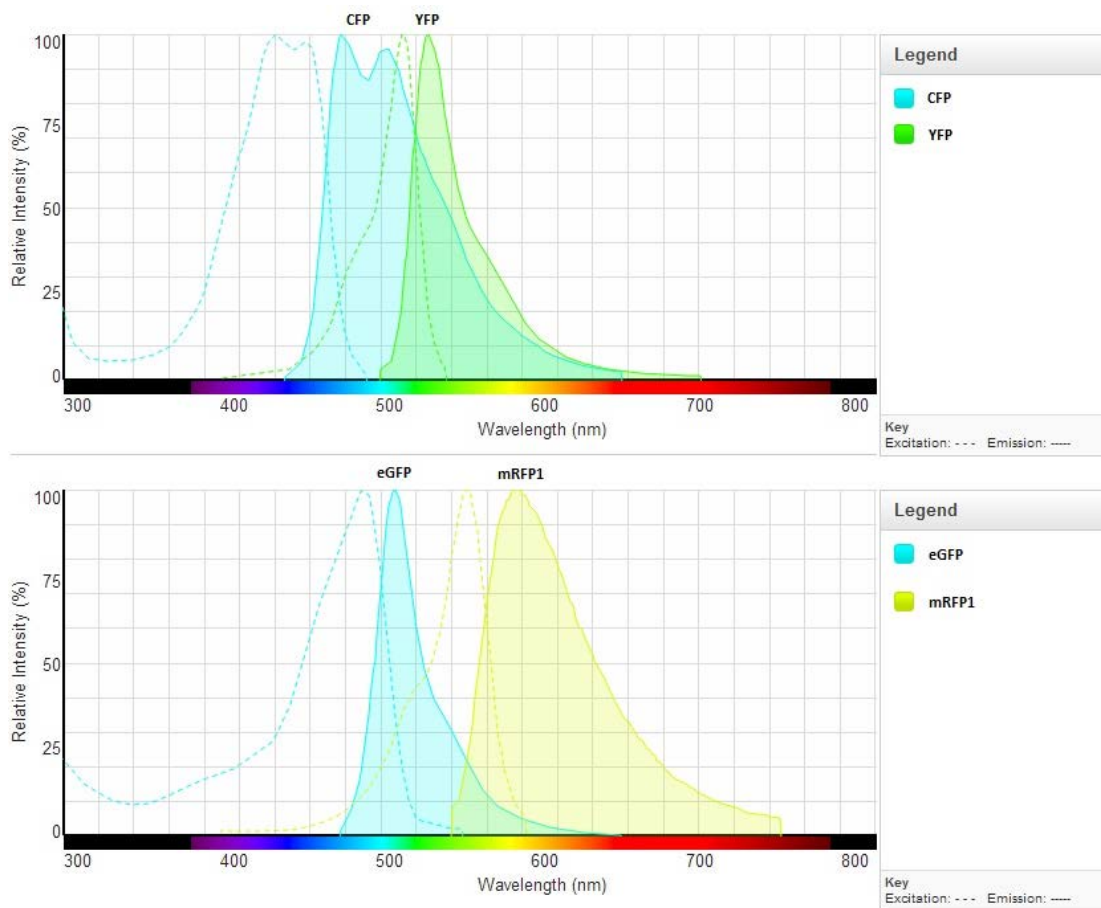 CFP YFP
100
75
50
25
0
Relative Intensity (%)
300 400 500 600 700 800
Wavelength (nm)
Legend
CFP
YFP
Key
Excitation: - - - Emission: -----
eGFP mRFP1
100
75
50
25
0
Relative Intensity (%)
300 400 500 600 700 800
Wavelength (nm)
Legend
eGFP
mRFP1
Key
Excitation: - - - Emission: -----